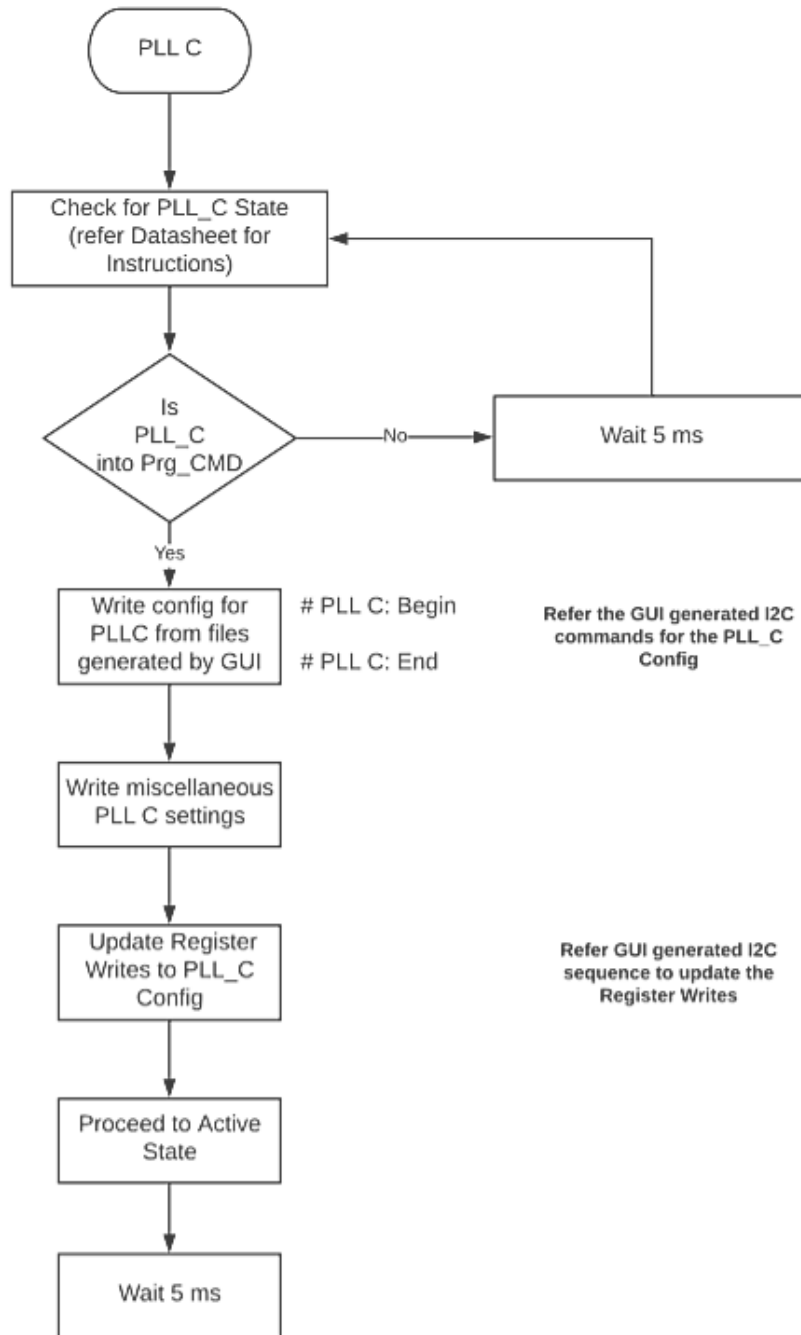 PLL C
Check for PLL_C State
(refer Datasheet for
Instructions)
Is
PLL_C
into Prg_CMD
No
Wait 5 ms
Yes
Write config for
PLLC from files
generated by GUI
# PLL C: Begin
# PLL C: End
Refer the GUI generated I2C
commands for the PLL_C
Config
Write miscellaneous
PLL C settings
Update Register
Writes to PLL_C
Config
Refer GUI generated I2C
sequence to update the
Register Writes
Proceed to Active
State
Wait 5 ms